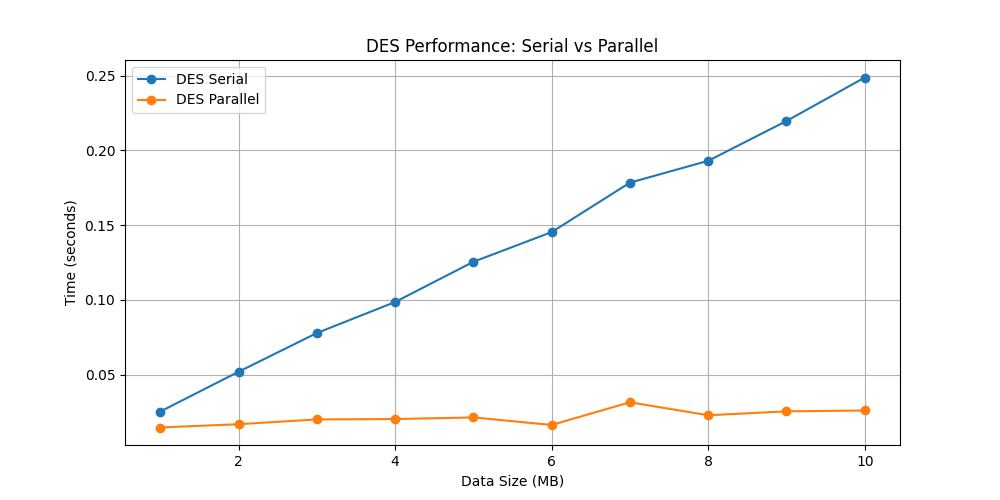 DES Performance: Serial vs Parallel
DES Serial
DES Parallel
0.25
0.20
0.15
0.10
0.05
Time (seconds)
2 4 6 8 10
Data Size (MB)